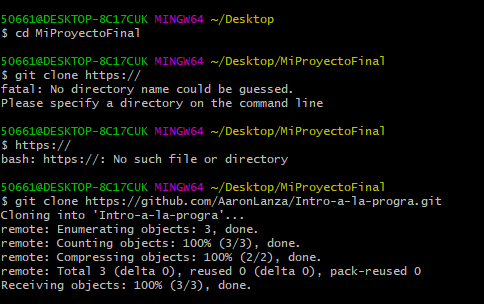 50661@DESKTOP-8C17CUK MINGW64 ~/Desktop
$ cd MiProyectoFinal
50661@DESKTOP-8C17CUK MINGW64 ~/Desktop/MiProyectoFinal
$ git clone https://
fatal: No directory name could be guessed.
Please specify a directory on the command line
50661@DESKTOP-8C17CUK MINGW64 ~/Desktop/MiProyectoFinal
$ https://
bash: https://: No such file or directory
50661@DESKTOP-8C17CUK MINGW64 ~/Desktop/MiProyectoFinal
$ git clone https://github.com/AaronLanza/Intro-a-la-progra.git
Cloning into 'Intro-a-la-progra'...
remote: Enumerating objects: 3, done.
remote: Counting objects: 100% (3/3), done.
remote: Compressing objects: 100% (2/2), done.
remote: Total 3 (delta 0), reused 0 (delta 0), pack-reused 0
Receiving objects: 100% (3/3), done.